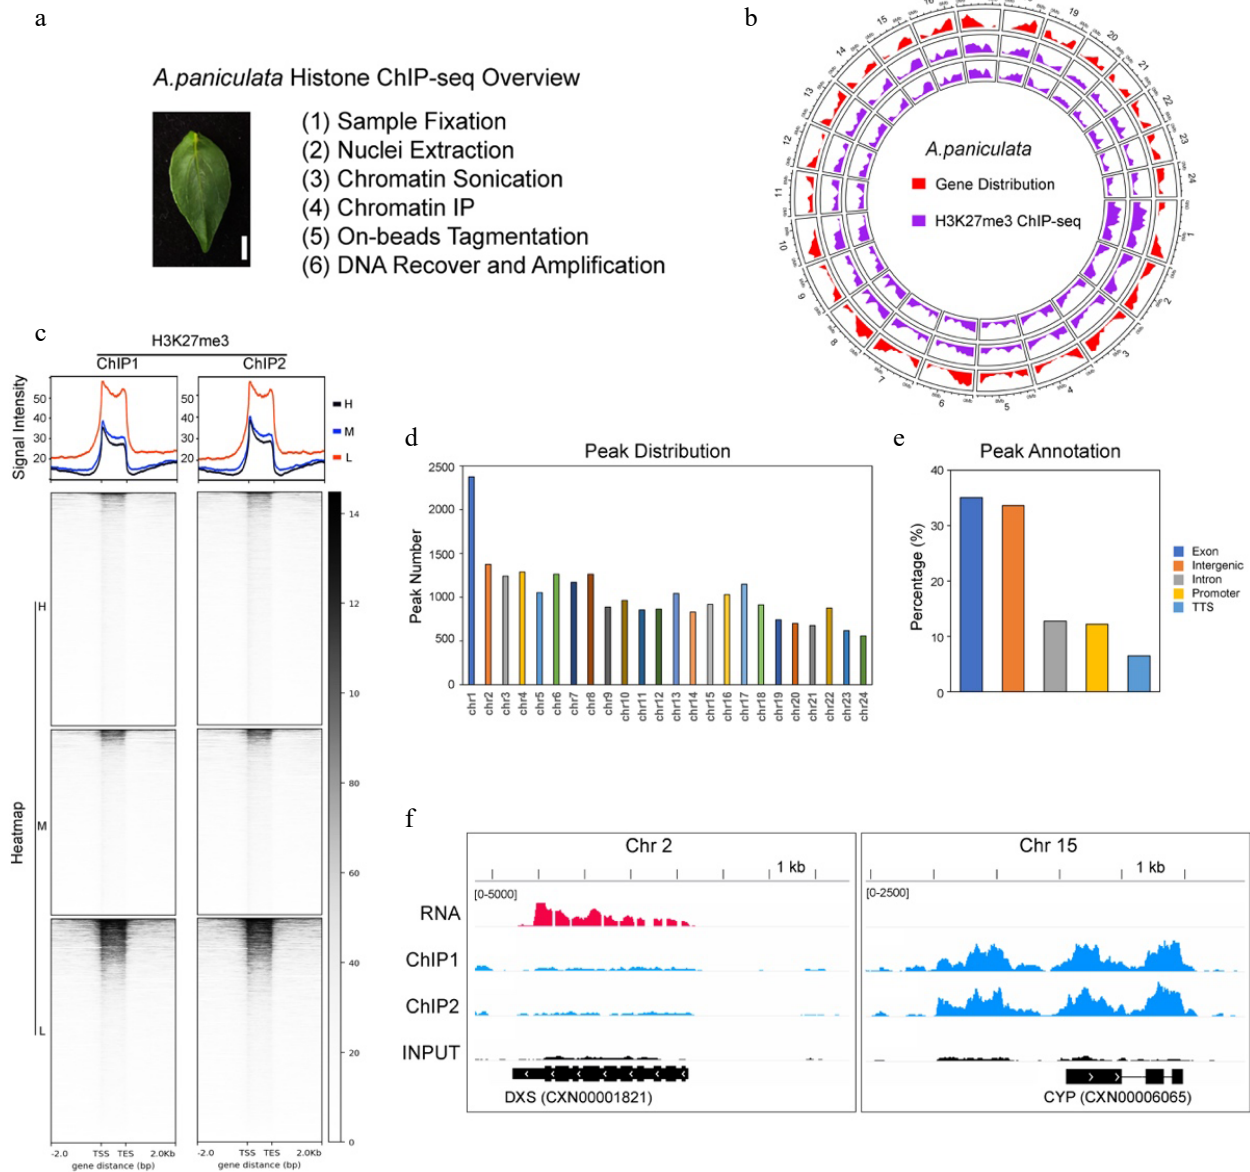 a
A.paniculata Histone ChIP-seq Overview
(1) Sample Fixation
(2) Nuclei Extraction
(3) Chromatin Sonication
(4) Chromatin IP
(5) On-beads Tagmentation
(6) DNA Recover and Amplification
b
15
14
13
12
11
10
9
8
7
6
5
4
3
2
1
24
23
22
21
20
19
A.paniculata
Gene Distribution
H3K27me3 ChIP-seq
c
H3K27me3
ChIP1
ChIP2
Signal Intensity
50
40
30
20
50
40
30
20
H
M
L
Heatmap
H
M
L
14
12
10
80
60
40
20
0
-2.0
TSS
TES
2.0Kb
gene distance (bp)
-2.0
TSS
TES
2.0Kb
gene distance (bp)
d
Peak Distribution
Peak Number
2500
2000
1500
1000
500
0
chr1
chr2
chr3
chr4
chr5
chr6
chr7
chr8
chr9
chr10
chr11
chr12
chr13
chr14
chr15
chr16
chr17
chr18
chr19
chr20
chr21
chr22
chr23
chr24
e
Peak Annotation
Percentage (%)
40
30
20
10
0
Exon
Intergenic
Intron
Promoter
TTS
f
Chr 2
1 kb
[0-5000]
Chr 15
1 kb
[0-2500]
RNA
ChIP1
ChIP2
INPUT
DXS (CXN00001821)
CYP (CXN00006065)